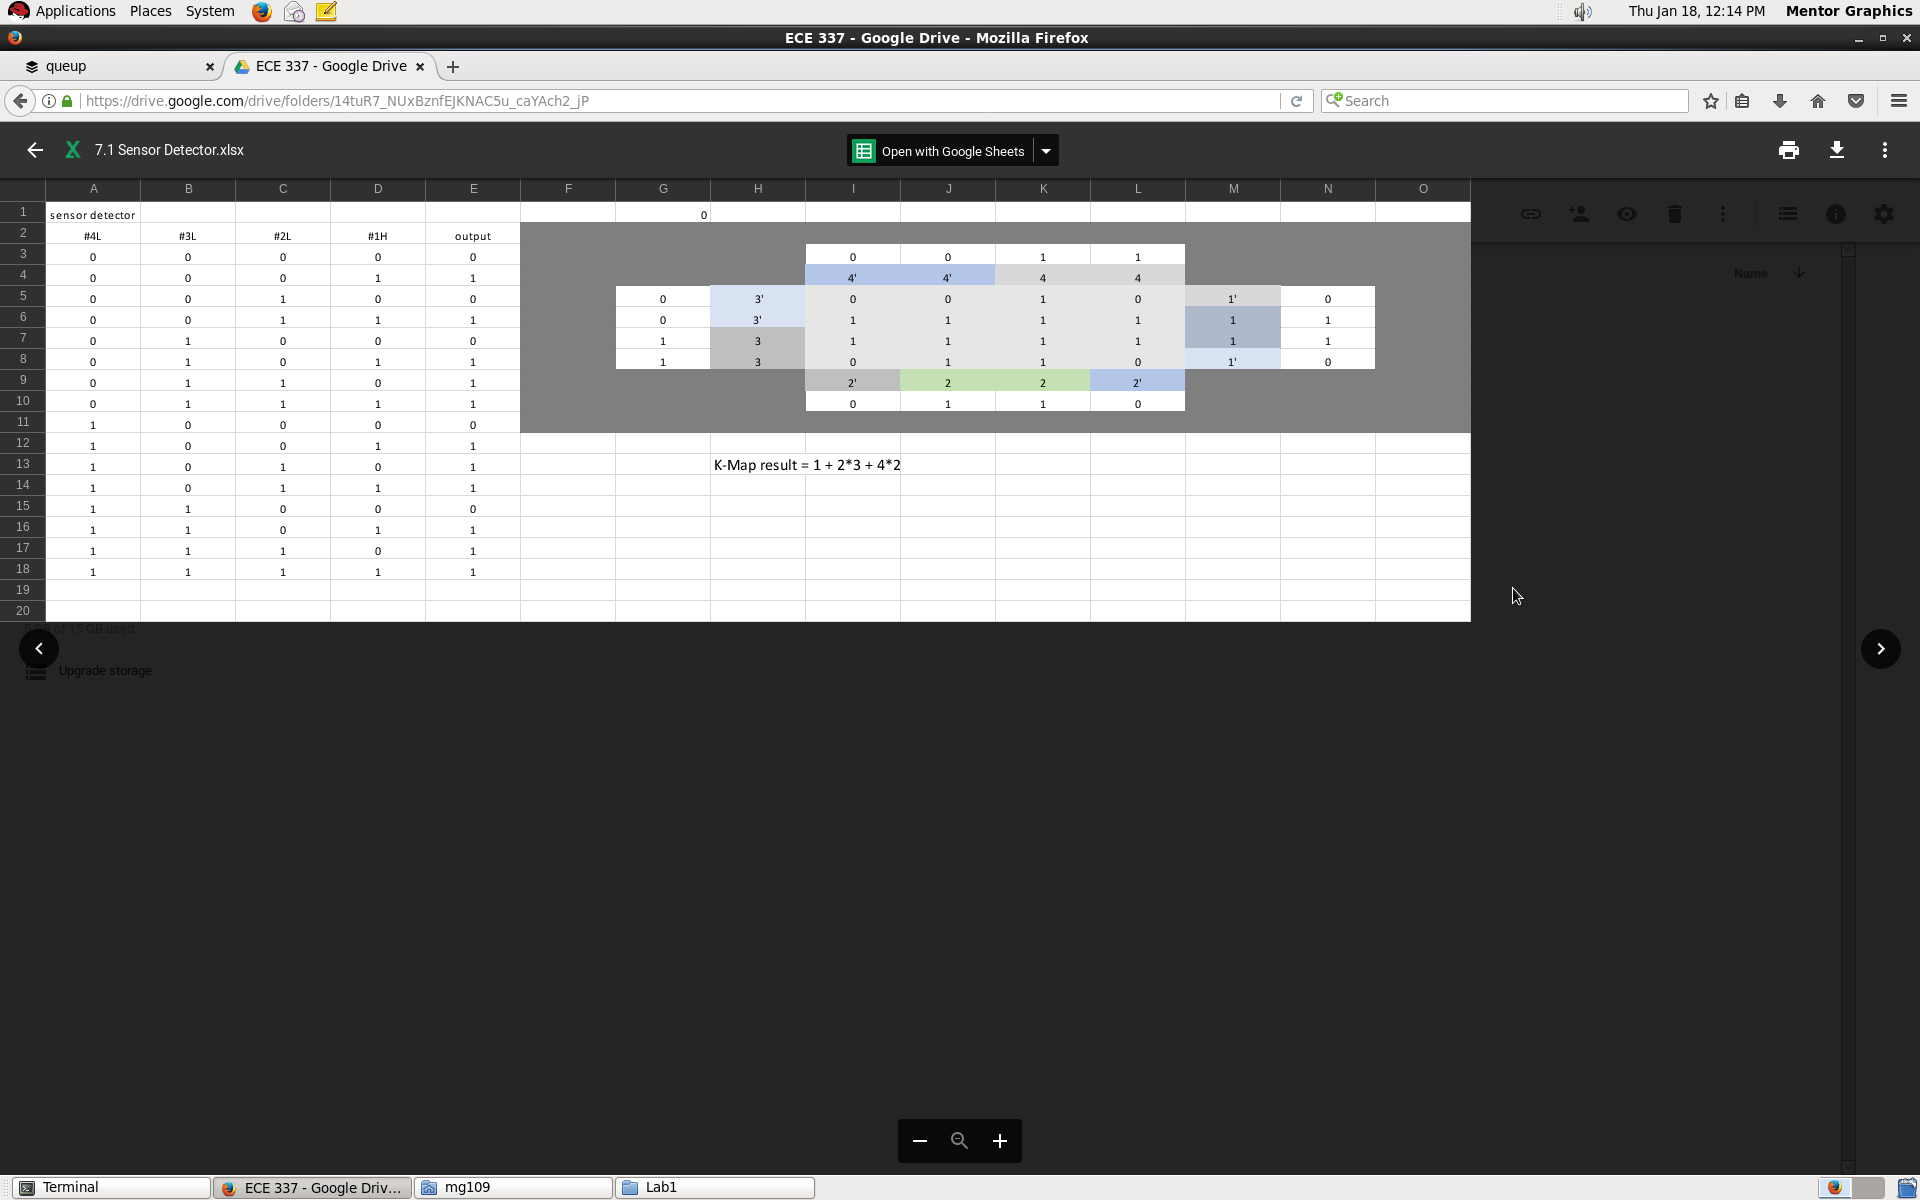 Applications Places System Thu Jan 18, 12:14 PM Mentor Graphics
ECE 337 - Google Drive - Mozilla Firefox
queup ECE 337 - Google Drive
https://drive.google.com/drive/folders/14tuR7_NUxBznfEJKNAC5u_caYAch2_jP Search
7.1 Sensor Detector.xlsx Open with Google Sheets
A B C D E F G H I J K L M N O
1 sensor detector 0
2 #4L #3L #2L #1H output
3 0 0 0 0 0 0 0 1 1
4 0 0 0 1 1 4' 4' 4 4 Name
5 0 0 1 0 0 0 3' 0 0 1 0 1' 0
6 0 0 1 1 1 0 3' 1 1 1 1 1 1
7 0 1 0 0 0 1 3 1 1 1 1 1 1
8 0 1 0 1 1 1 3 0 1 1 0 1' 0
9 0 1 1 0 1 2' 2 2 2'
10 0 1 1 1 1 0 1 1 0
11 1 0 0 0 0
12 1 0 0 1 1
13 1 0 1 0 1 K-Map result = 1 + 2*3 + 4*2
14 1 0 1 1 1
15 1 1 0 0 0
16 1 1 0 1 1
17 1 1 1 0 1
18 1 1 1 1 1
19
20
of 15 GB used
Upgrade storage
Terminal ECE 337 - Google Driv... mg109 Lab1